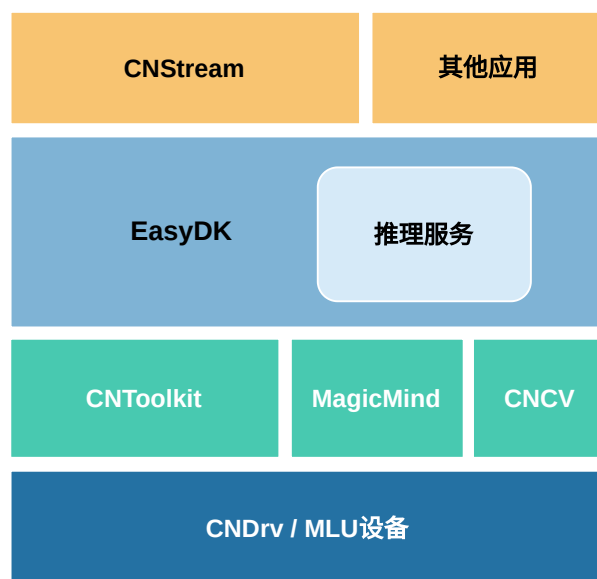 CNStream
其他应用
EasyDK
推理服务
CNToolkit
MagicMind
CNCV
CNDrv / MLU设备